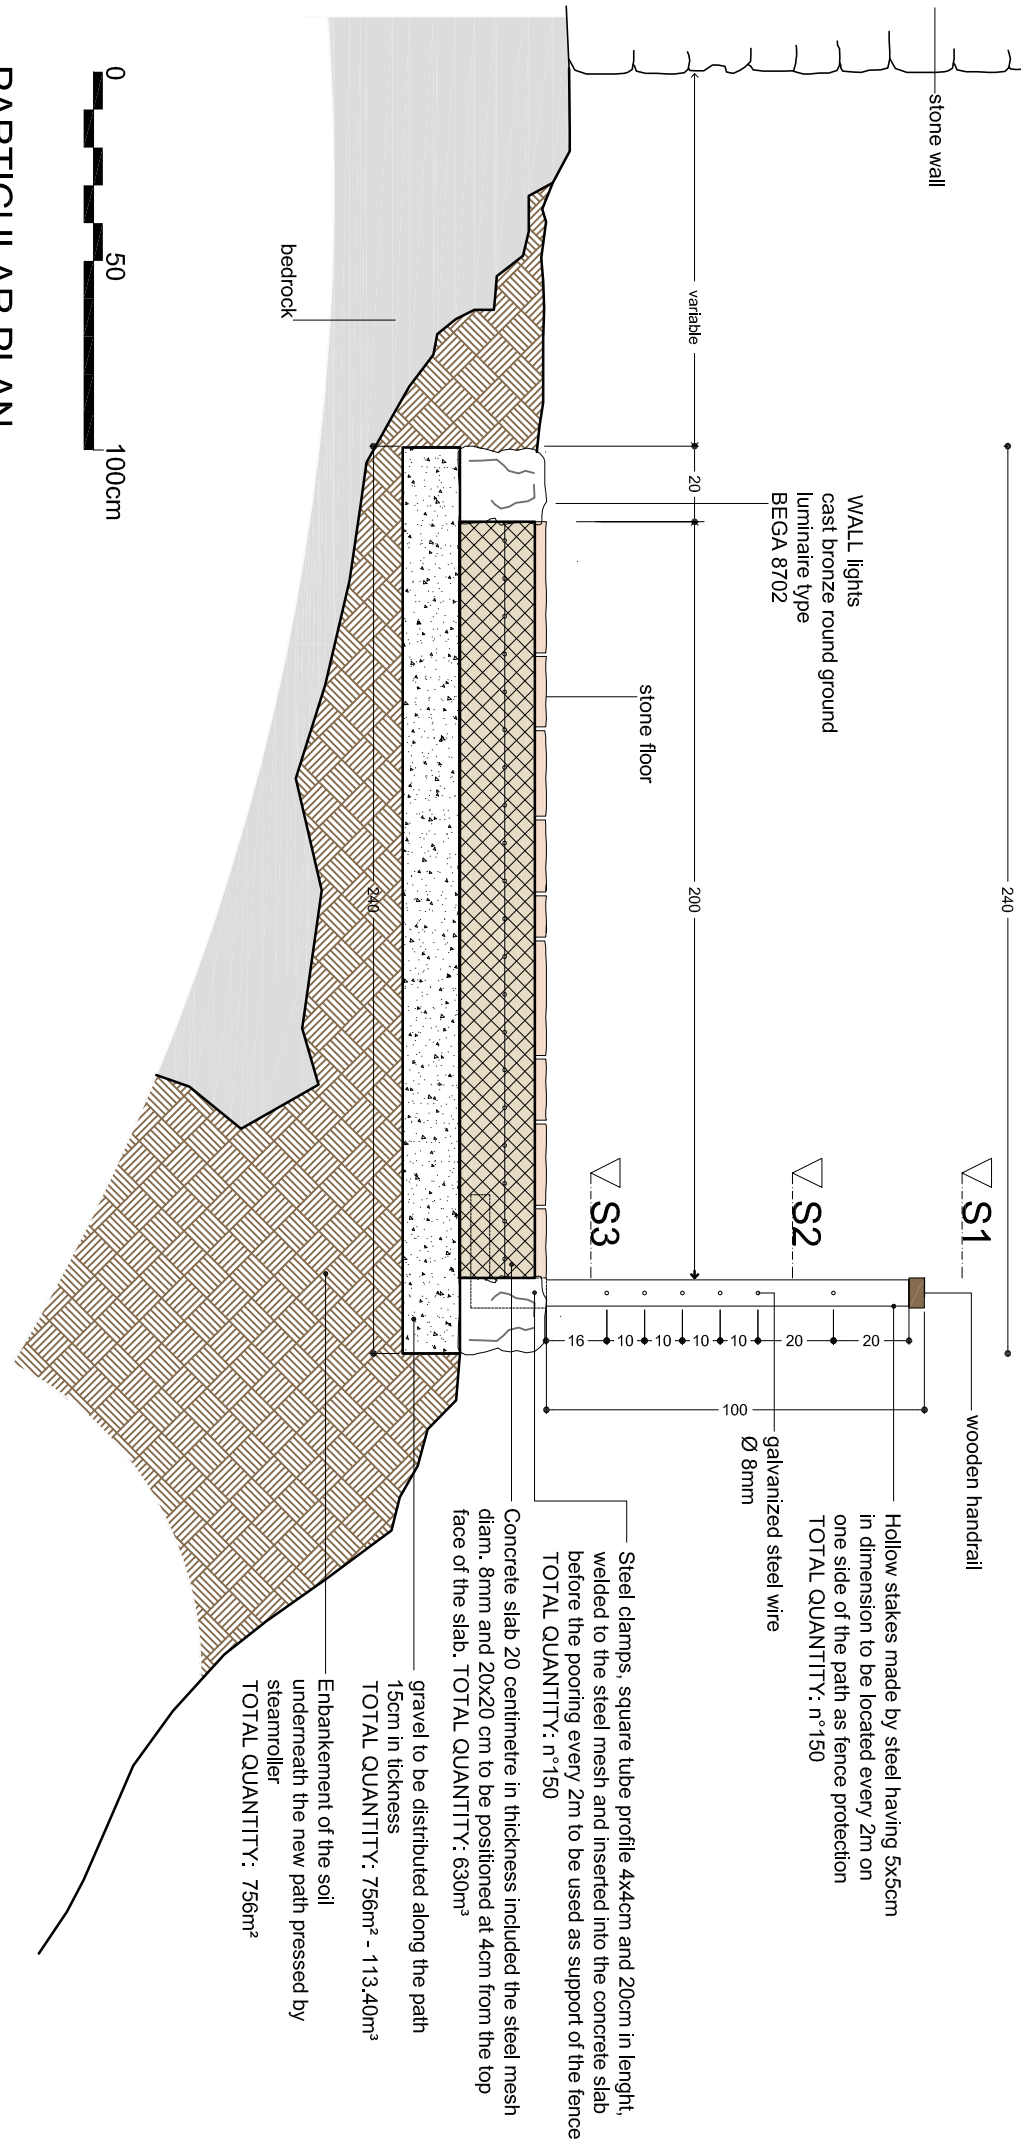 stone wall
variable
20
200
240
WALL lights
cast bronze round ground
luminaire type
BEGA 8702
stone floor
bedrock
240
S1
S2
S3
16
10
10
10
10
20
20
100
wooden handrail
Hollow stakes made by steel having 5x5cm
in dimension to be located every 2m on
one side of the path as fence protection
TOTAL QUANTITY: n°150
galvanized steel wire
Ø 8mm
Steel clamps, square tube profile 4x4cm and 20cm in lenght,
welded to the steel mesh and inserted into the concrete slab
before the pooring every 2m to be used as support of the fence
TOTAL QUANTITY: n°150
Concrete slab 20 centimetre in thickness included the steel mesh
diam. 8mm and 20x20 cm to be positioned at 4cm from the top
face of the slab. TOTAL QUANTITY: 630m³
gravel to be distributed along the path
15cm in tickness
TOTAL QUANTITY: 756m² - 113.40m³
Enbankement of the soil
underneath the new path pressed by
steamroller
TOTAL QUANTITY: 756m²
0
50
100cm
PARTICULAR PLAN